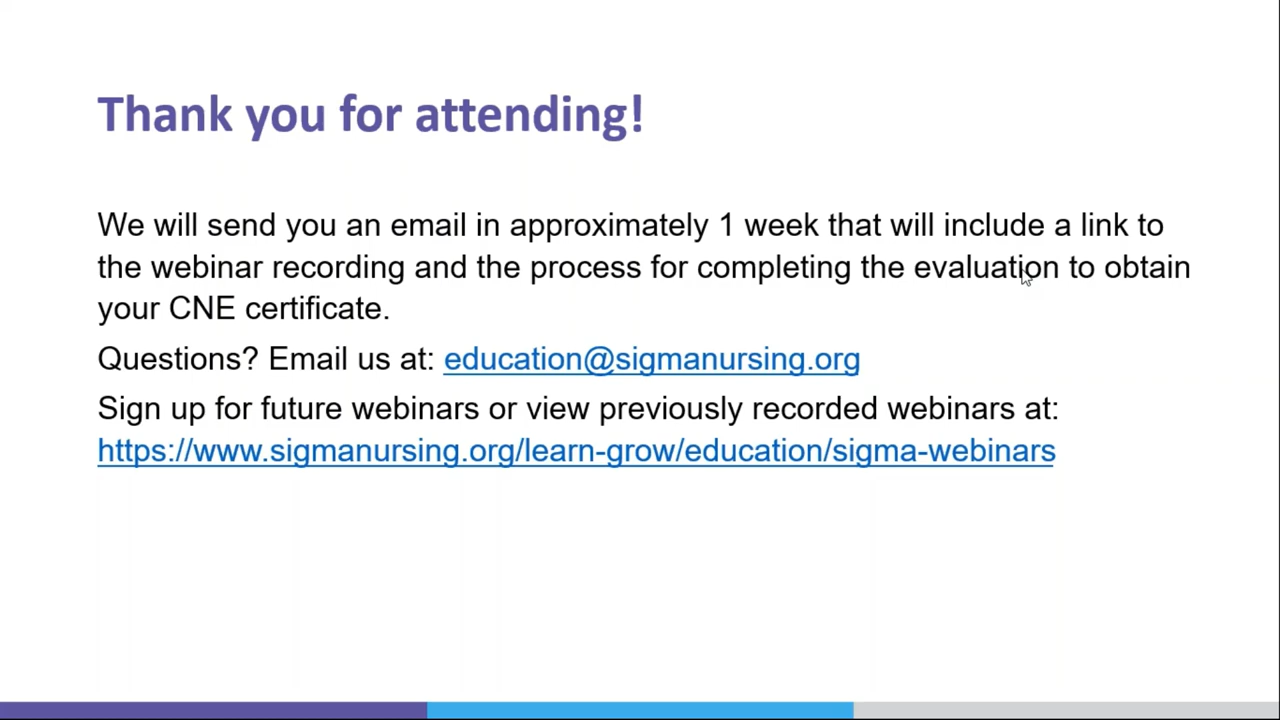 Thank you for attending!
We will send you an email in approximately 1 week that will include a link to
the webinar recording and the process for completing the evaluation to obtain
your CNE certificate.
Questions? Email us at: education@sigmanursing.org
Sign up for future webinars or view previously recorded webinars at:
https://www.sigmanursing.org/learn-grow/education/sigma-webinars